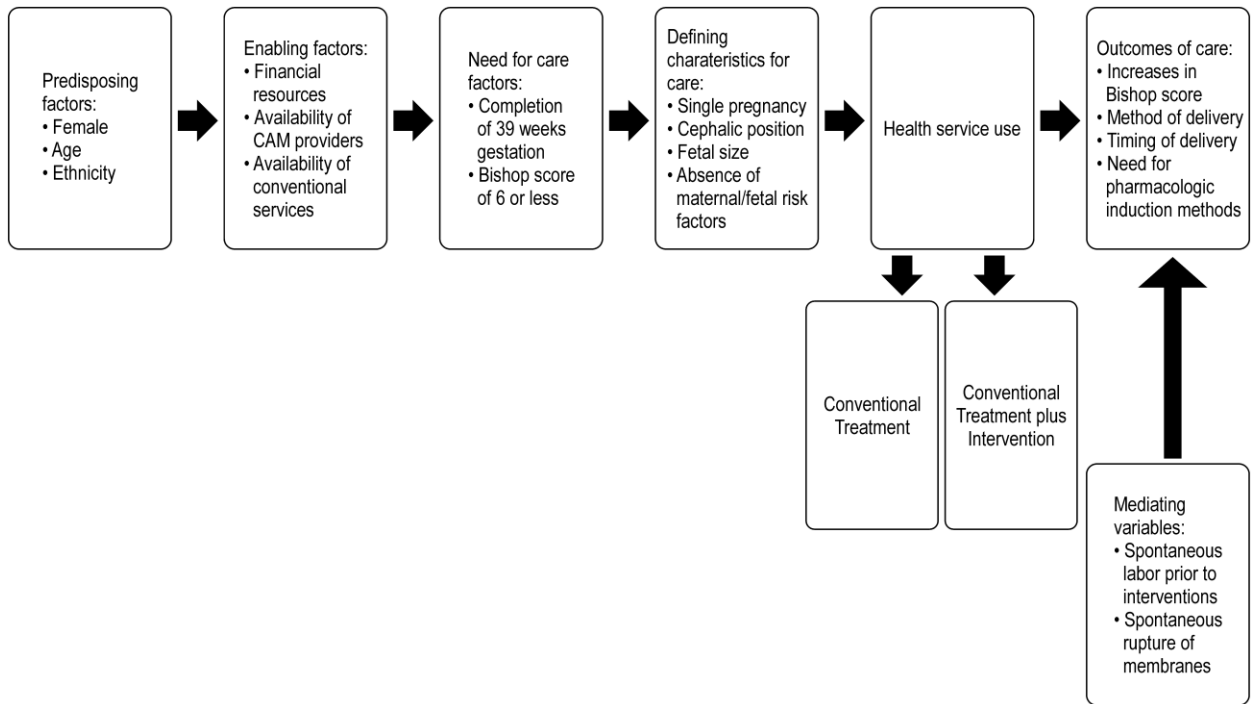 Predisposing
factors:
• Female
• Age
• Ethnicity
Enabling factors:
• Financial
resources
• Availability of
CAM providers
• Availability of
conventional
services
Need for care
factors:
• Completion
of 39 weeks
gestation
• Bishop score
of 6 or less
Defining
charateristics for
care:
• Single pregnancy
• Cephalic position
• Fetal size
• Absence of
maternal/fetal risk
factors
Health service use
Outcomes of care:
• Increases in
Bishop score
• Method of delivery
• Timing of delivery
• Need for
pharmacologic
induction methods
Conventional
Treatment
Conventional
Treatment plus
Intervention
Mediating
variables:
• Spontaneous
labor prior to
interventions
• Spontaneous
rupture of
membranes